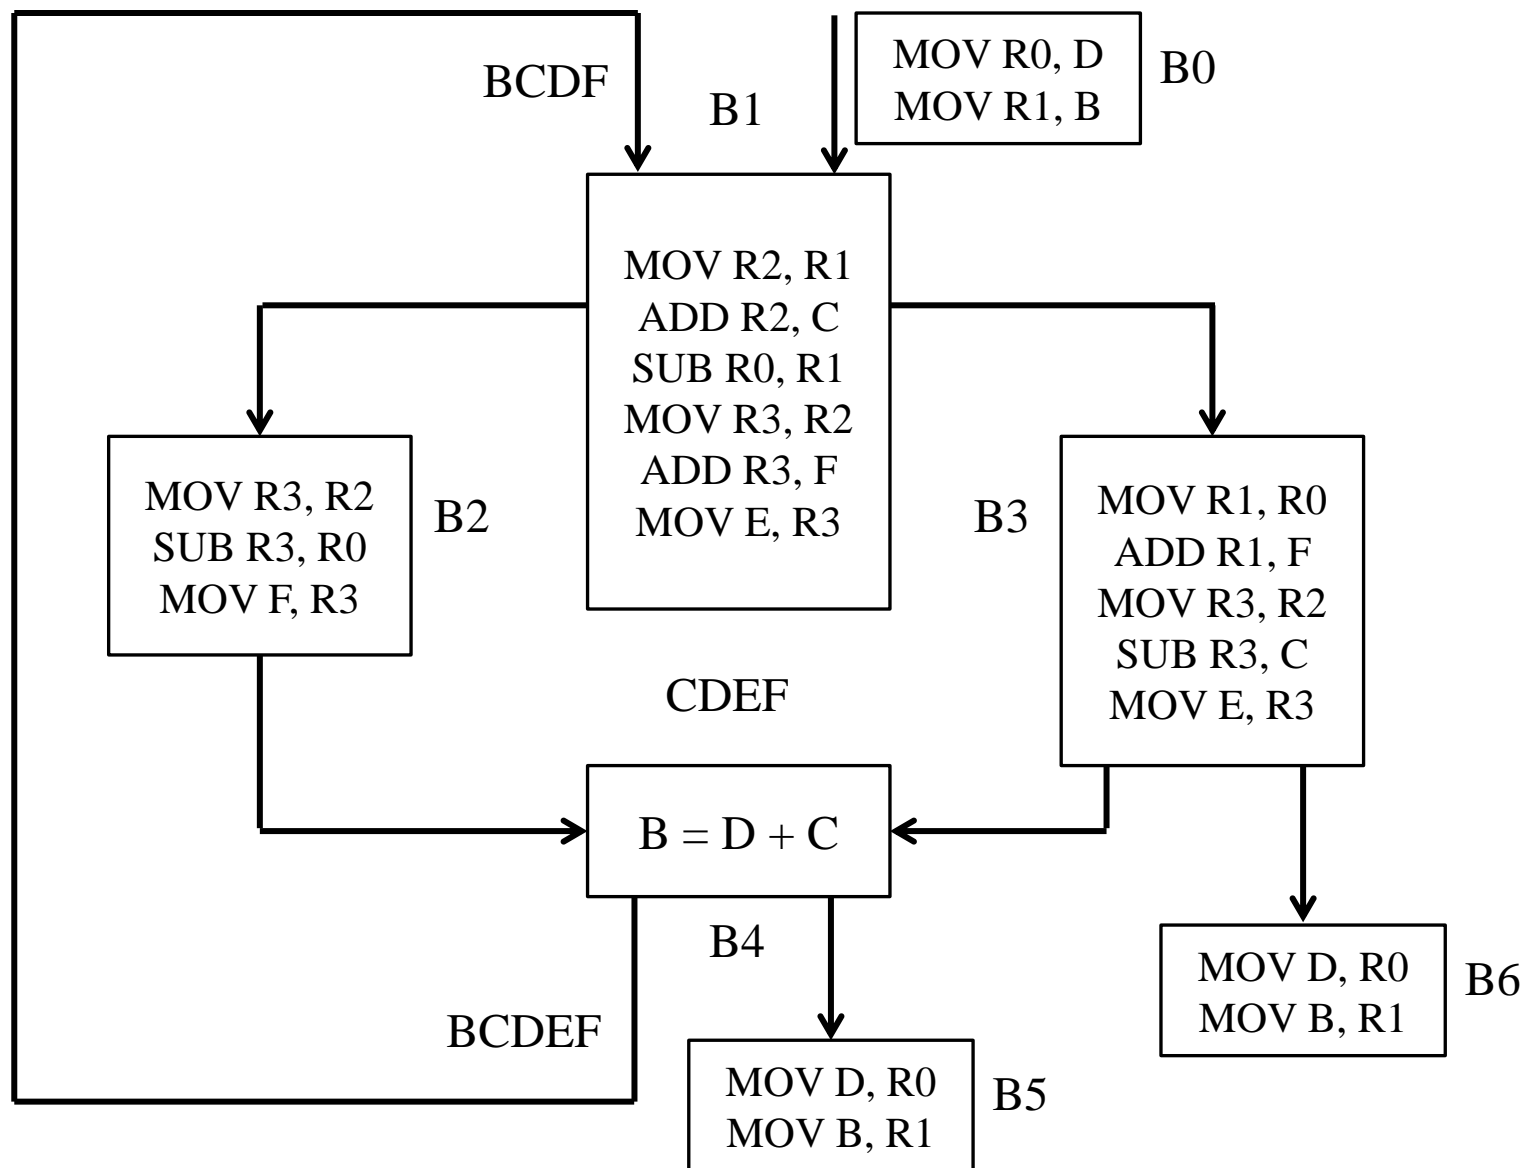 MOV R0, D
MOV R1, B
B0
BCDF
B1
MOV R2, R1
ADD R2, C
SUB R0, R1
MOV R3, R2
ADD R3, F
MOV E, R3
MOV R3, R2
SUB R3, R0
MOV F, R3
B2
B3
MOV R1, R0
ADD R1, F
MOV R3, R2
SUB R3, C
MOV E, R3
CDEF
B = D + C
B4
BCDEF
MOV D, R0
MOV B, R1
B6
MOV D, R0
MOV B, R1
B5